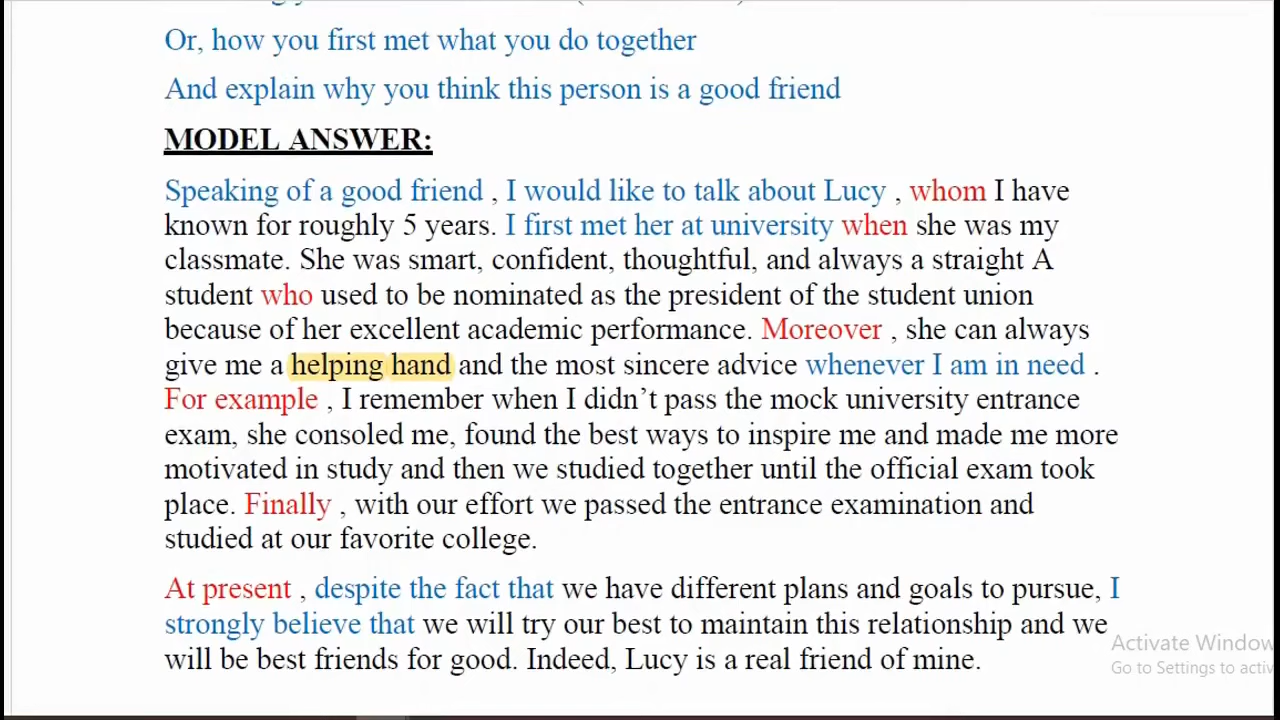 Or, how you first met what you do together
And explain why you think this person is a good friend
MODEL ANSWER:
Speaking of a good friend , I would like to talk about Lucy , whom I have
known for roughly 5 years. I first met her at university when she was my
classmate. She was smart, confident, thoughtful, and always a straight A
student who used to be nominated as the president of the student union
because of her excellent academic performance. Moreover , she can always
give me a helping hand and the most sincere advice whenever I am in need .
For example , I remember when I didn’t pass the mock university entrance
exam, she consoled me, found the best ways to inspire me and made me more
motivated in study and then we studied together until the official exam took
place. Finally , with our effort we passed the entrance examination and
studied at our favorite college.
At present , despite the fact that we have different plans and goals to pursue, I
strongly believe that we will try our best to maintain this relationship and we
will be best friends for good. Indeed, Lucy is a real friend of mine.
Activate Window
Go to Settings to activ